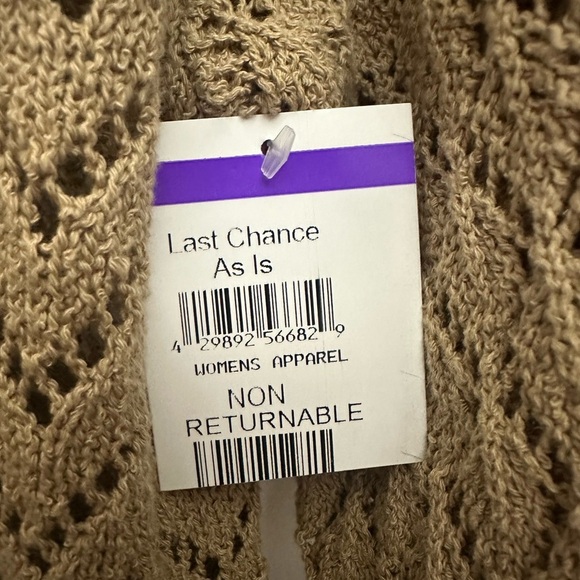 Last Chance
As Is
4 29892 56682 9
WOMENS APPAREL
NON
RETURNABLE